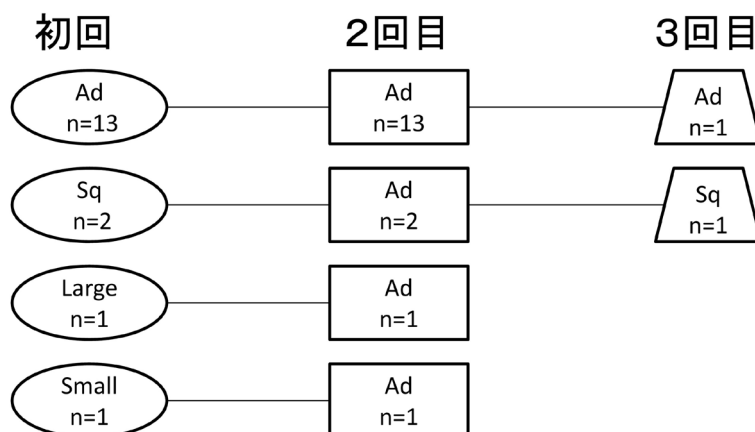 初回 2回目 3回目
Ad Ad Ad
n=13 n=13 n=1
Sq Ad Sq
n=2 n=2 n=1
Large Ad
n=1 n=1
Small Ad
n=1 n=1